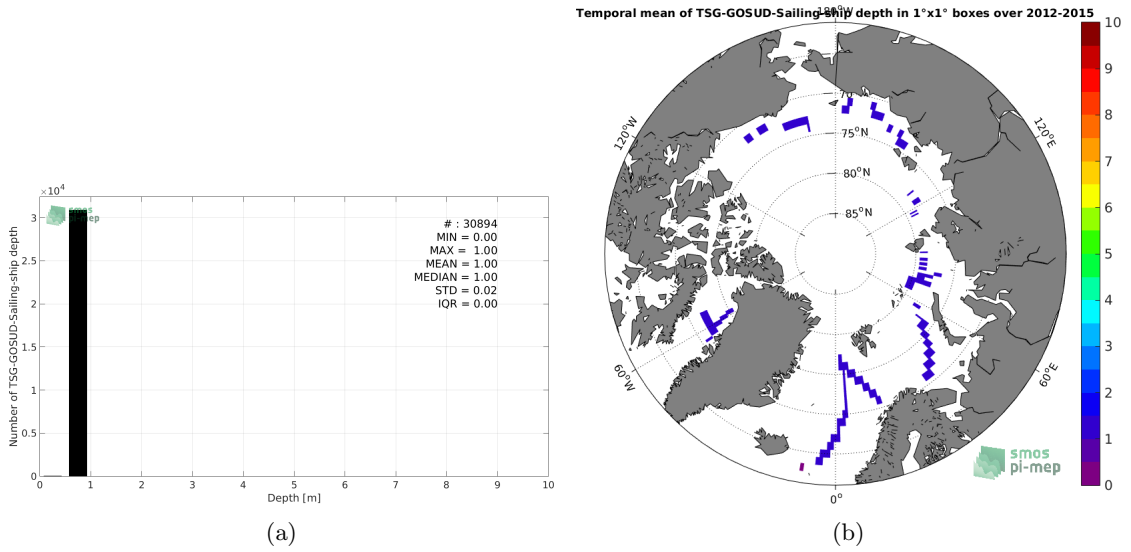 Temporal mean of TSG-GOSUD-Sailing-ship depth in 1°x1° boxes over 2012-2015
×10⁴
3
2.5
2
1.5
1
0.5
0
Number of TSG-GOSUD-Sailing-ship depth
smos
pi-mep
# : 30894
MIN = 0.00
MAX = 1.00
MEAN = 1.00
MEDIAN = 1.00
STD = 0.02
IQR = 0.00
0 1 2 3 4 5 6 7 8 9 10
Depth [m]
(a)
180°W
120°W
120°E
60°W
60°E
0°
70
75°N
80°N
85°N
smos
pi-mep
10
9
8
7
6
5
4
3
2
1
0
(b)